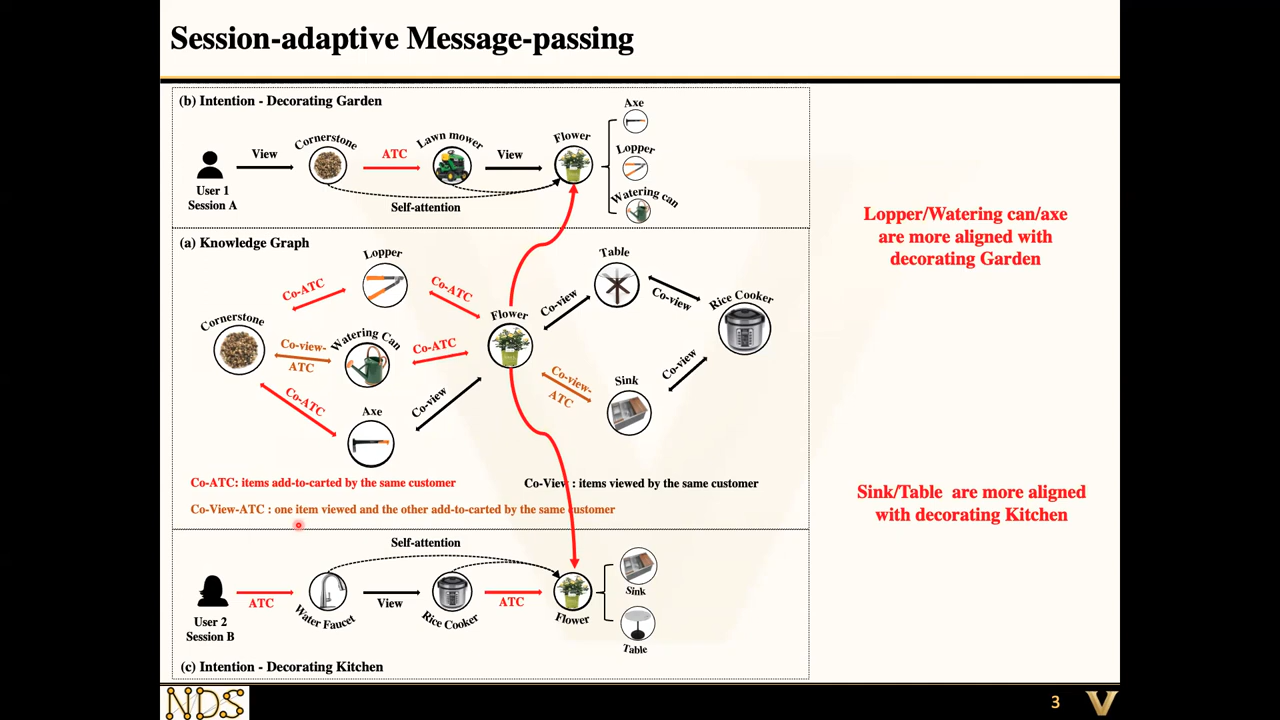 Session-adaptive Message-passing
(b) Intention - Decorating Garden
User 1
Session A
View
Cornerstone
ATC
Lawn mower
View
Flower
Self-attention
Axe
Lopper
Watering can
Lopper/Watering can/axe
are more aligned with
decorating Garden
(a) Knowledge Graph
Cornerstone
Co-ATC
Lopper
Co-ATC
Co-view-
ATC
Watering Can
Co-ATC
Co-ATC
Axe
Co-view
Flower
Co-view
Table
Co-view
Rice Cooker
Co-view-
ATC
Sink
Co-view
Co-ATC: items add-to-carted by the same customer
Co-View : items viewed by the same customer
Co-View-ATC : one item viewed and the other add-to-carted by the same customer
Sink/Table are more aligned
with decorating Kitchen
Self-attention
User 2
Session B
ATC
Water Faucet
View
Rice Cooker
ATC
Flower
Sink
Table
(c) Intention - Decorating Kitchen
NDS
3
V